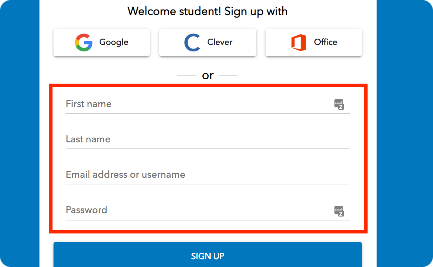 Welcome student! Sign up with
Google Clever Office
or
First name
Last name
Email address or username
Password
SIGN UP